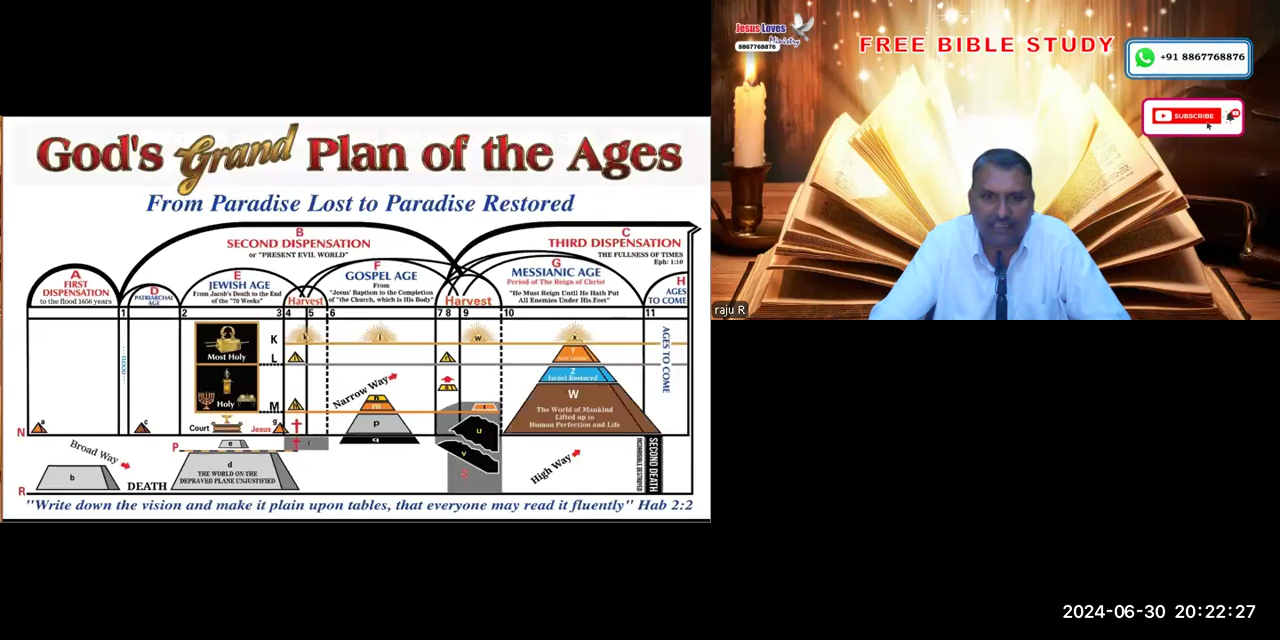 God's Grand Plan of the Ages
From Paradise Lost to Paradise Restored
A
FIRST
DISPENSATION
to the flood 1656 years
B
SECOND DISPENSATION
or "PRESENT EVIL WORLD"
C
THIRD DISPENSATION
THE FULLNESS OF TIMES
Eph: 1:10
D
PATRIARCHAL
AGE
E
JEWISH AGE
From Jacob's Death to the End
of the "70 Weeks"
Harvest
F
GOSPEL AGE
From
"Jesus' Baptism to the Completion
of "the Church, which is His Body"
Harvest
G
MESSIANIC AGE
Period of The Reign of Christ
"He Must Reign Until He Hath Put
All Enemies Under His Feet"
H
AGES
TO COME
1 2 3 4 5 6 7 8 9 10 11
FLOOD
Most Holy
Holy
Court
Jesus
K
L
M
N
P
R
a
b
c
d
THE WORLD ON THE
DEPRAVED PLANE UNJUSTIFIED
e
g
k
i
w
x
n
m
p
q
Narrow Way
t
U
V
Z
Israel Restored
W
The World of Mankind
Lifted up to
Human Perfection and Life
AGES TO COME
Broad Way
DEATH
High Way
INCORRIGIBLE DESTROYED
SECOND DEATH
"Write down the vision and make it plain upon tables, that everyone may read it fluently" Hab 2:2
Jesus Loves
Ministry
8867768876
FREE BIBLE STUDY
+91 8867768876
SUBSCRIBE
raju R
2024-06-30 20:22:27